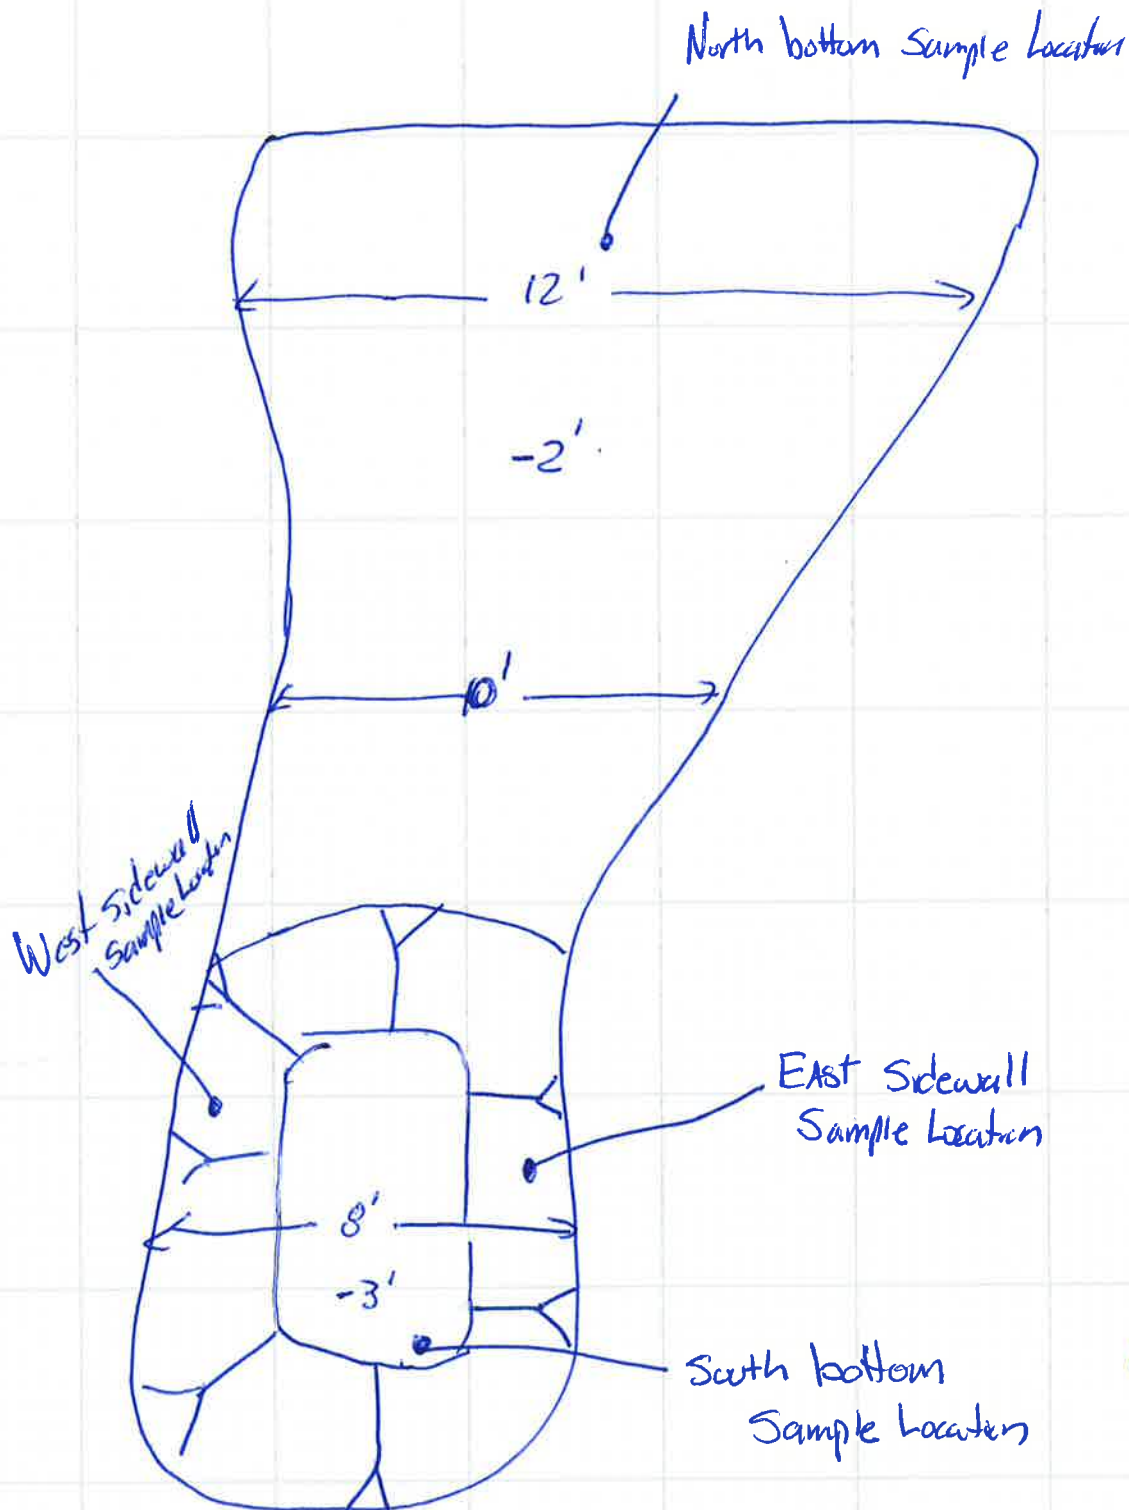 North bottom Sample Location
12'
-2'
10'
West Sidewall
Sample Location
EAst Sidewall
Sample Location
8'
-3'
South bottom
Sample Location